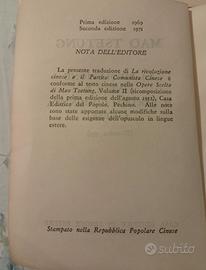 Prima edizione 1969
Seconda edizione 1971
NOTA DELL'EDITORE
La presente traduzione di La rivoluzione
cinese e il Partito Comunista Cinese è
conforme al testo cinese nelle Opere Scelte
di Mao Tsetung, Volume II (ricomposizione
della prima edizione dell'agosto 1952), Casa
Editrice del Popolo, Pechino. Alle note
sono state apportate alcune modifiche sulla
base delle esigenze dell'opuscolo in lingue
estere.
Stampato nella Repubblica Popolare Cinese
subito